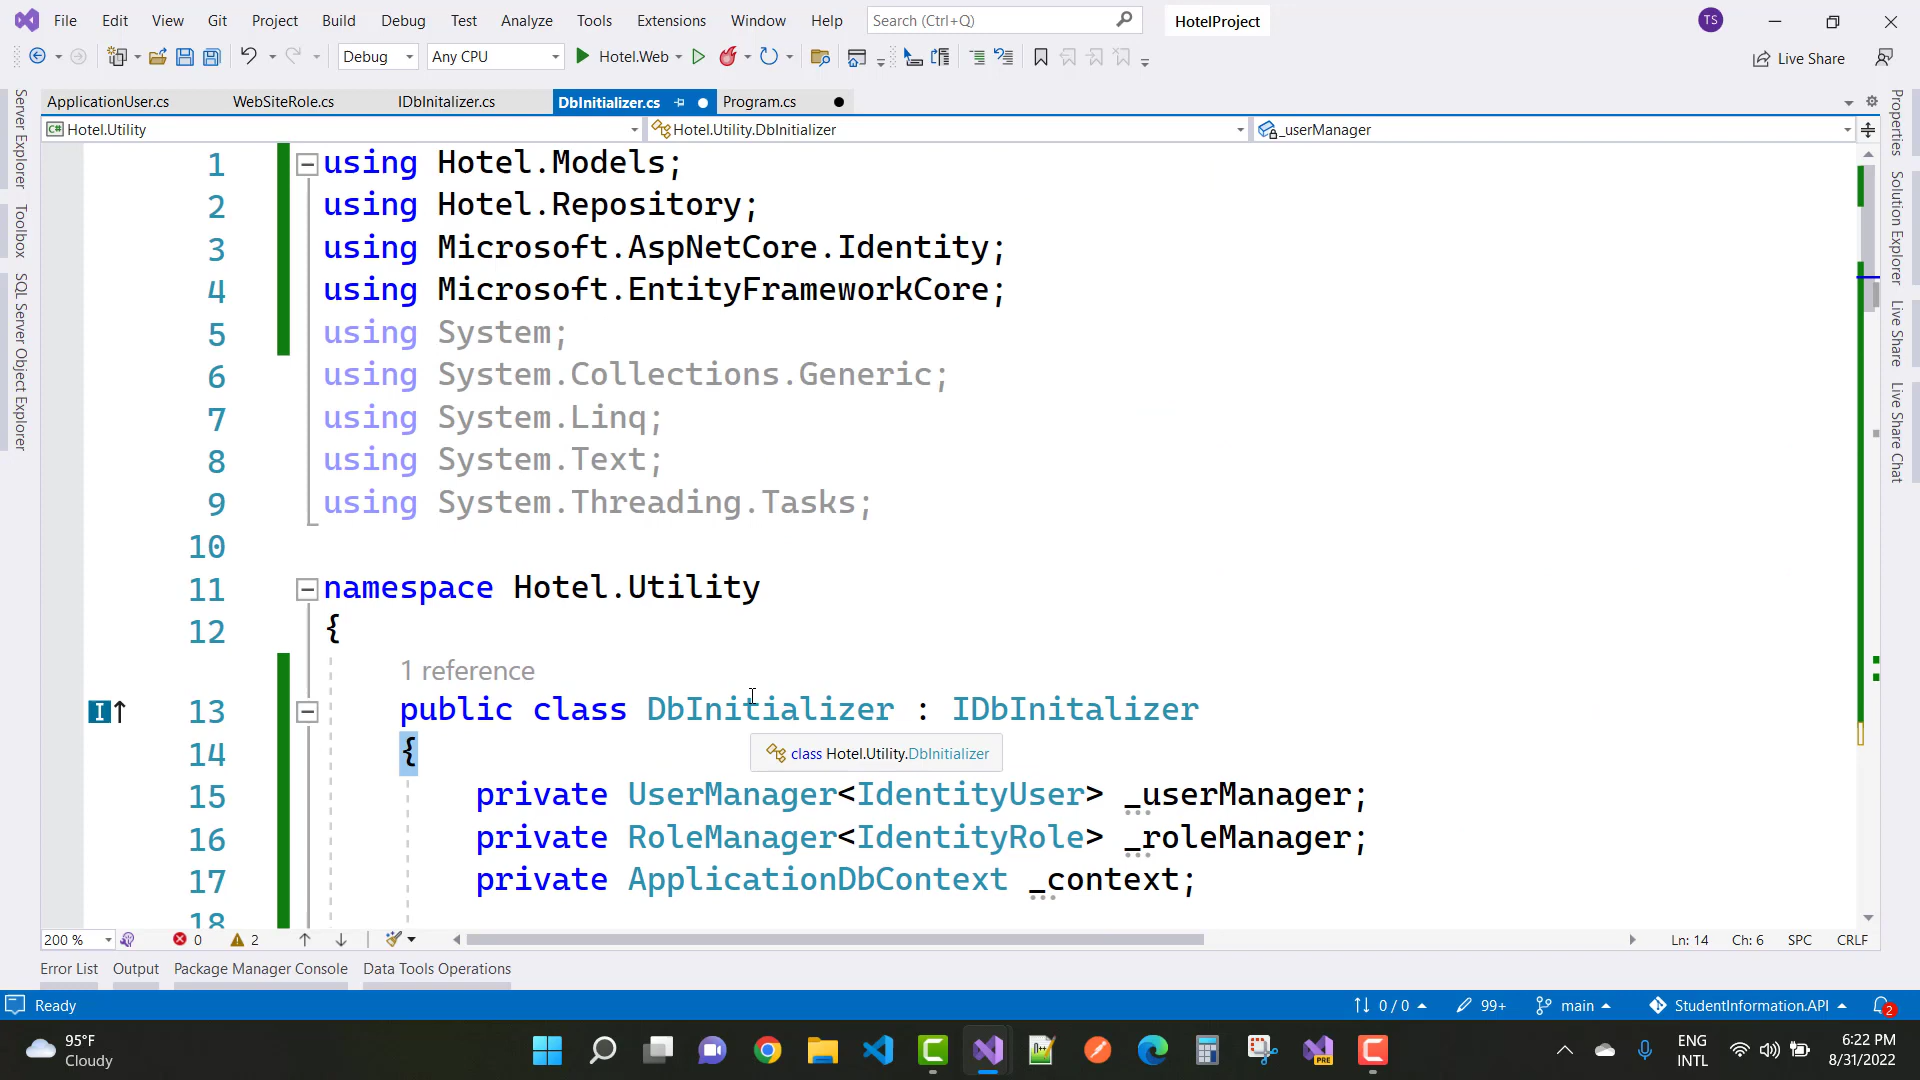 File Edit View Git Project Build Debug Test Analyze Tools Extensions Window Help Search (Ctrl+Q) HotelProject TS
Debug Any CPU Hotel.Web Live Share
ApplicationUser.cs WebSiteRole.cs IDbInitalizer.cs DbInitializer.cs Program.cs
C# Hotel.Utility Hotel.Utility.DbInitializer _userManager
Server Explorer
Toolbox
SQL Server Object Explorer
1 using Hotel.Models;
2 using Hotel.Repository;
3 using Microsoft.AspNetCore.Identity;
4 using Microsoft.EntityFrameworkCore;
5 using System;
6 using System.Collections.Generic;
7 using System.Linq;
8 using System.Text;
9 using System.Threading.Tasks;
10
11 namespace Hotel.Utility
12 {
1 reference
13 public class DbInitializer : IDbInitalizer
14 {
class Hotel.Utility.DbInitializer
15 private UserManager<IdentityUser> _userManager;
16 private RoleManager<IdentityRole> _roleManager;
17 private ApplicationDbContext _context;
18
Properties
Solution Explorer
Live Share
Live Share Chat
200 % 0 2 Ln: 14 Ch: 6 SPC CRLF
Error List Output Package Manager Console Data Tools Operations
Ready 0 / 0 99+ main StudentInformation.API 2
95°F
Cloudy
ENG
INTL
6:22 PM
8/31/2022